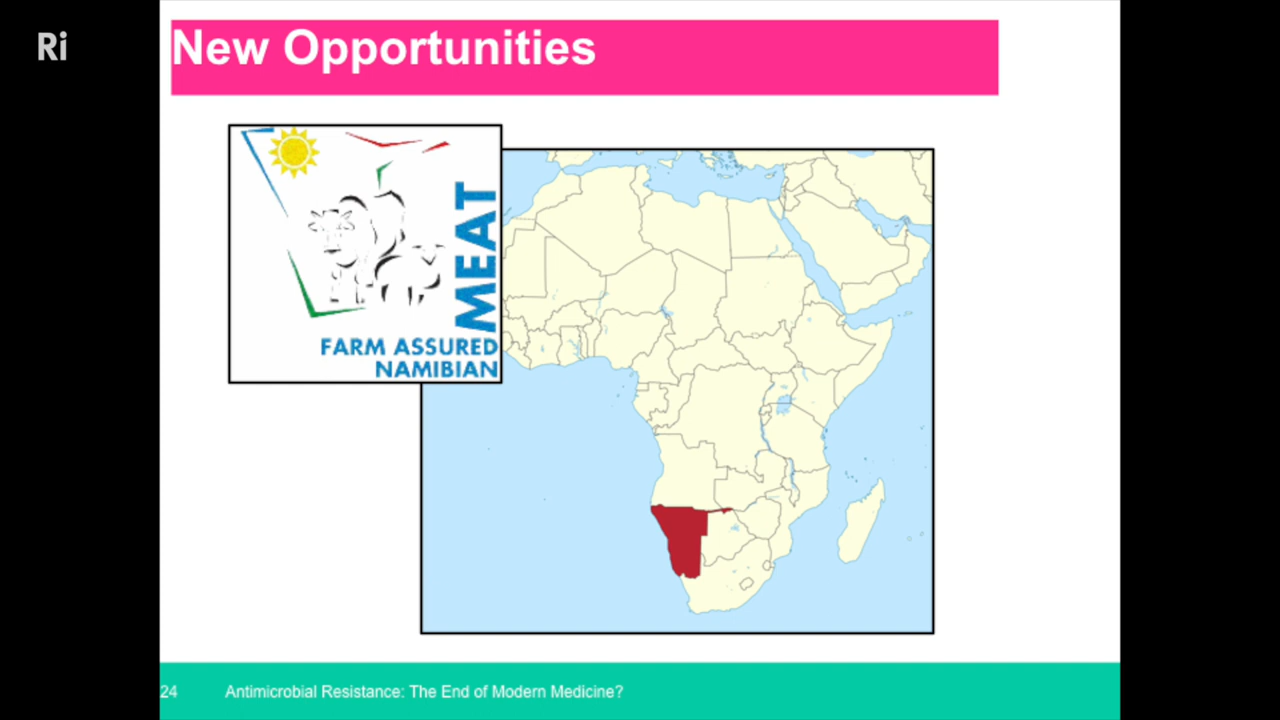 Ri
New Opportunities
MEAT
FARM ASSURED
NAMIBIAN
24
Antimicrobial Resistance: The End of Modern Medicine?